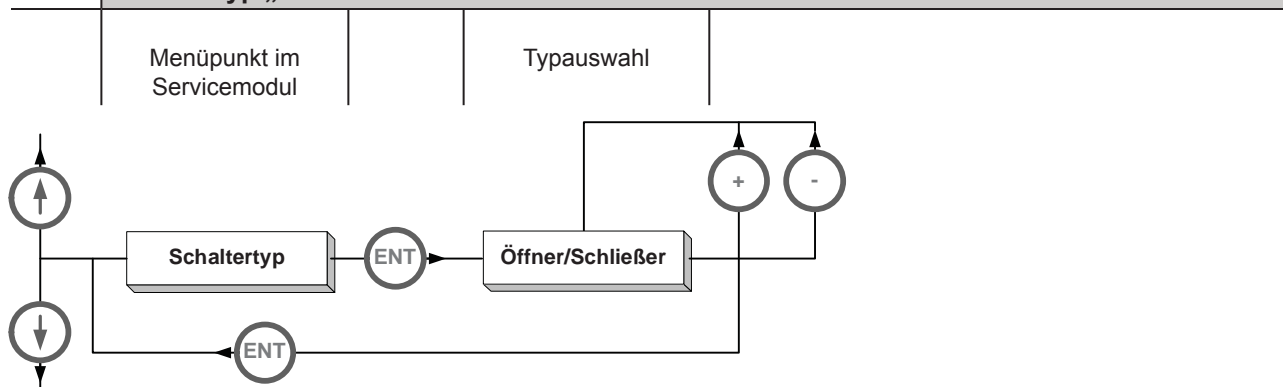 Menüpunkt im
Servicemodul
Typauswahl
+
-
Schaltertyp
ENT
Öffner/Schließer
ENT